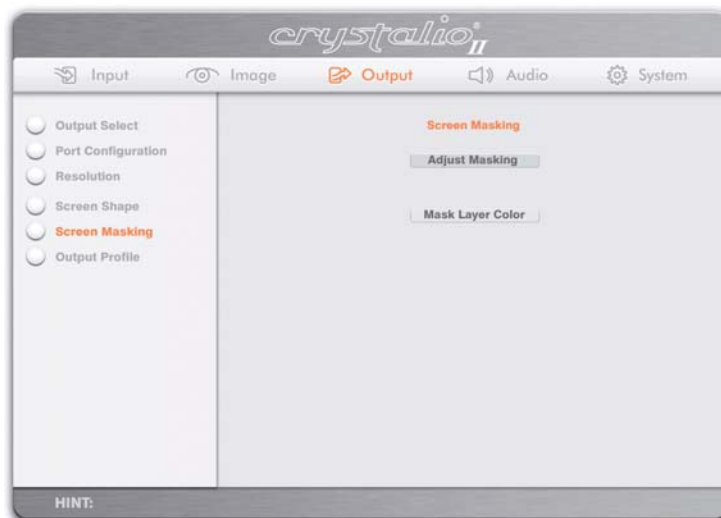 crystalio II
Input Image Output Audio System
Output Select
Port Configuration
Resolution
Screen Shape
Screen Masking
Output Profile
Screen Masking
Adjust Masking
Mask Layer Color
HINT: